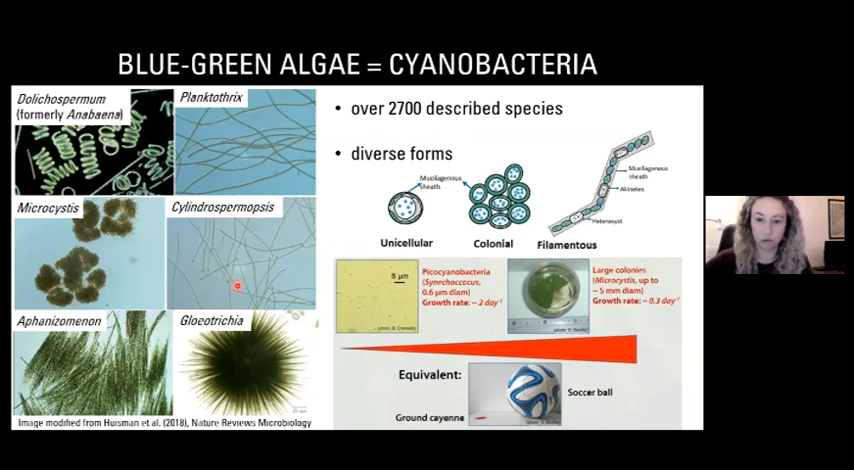 BLUE-GREEN ALGAE = CYANOBACTERIA
Dolichospermum
(formerly Anabaena)
Planktothrix
Microcystis
Cylindrospermopsis
Aphanizomenon
Gloeotrichia
Image modified from Huisman et al. (2018), Nature Reviews Microbiology
• over 2700 described species
• diverse forms
Mucilagenous
sheath
Unicellular
Colonial
Mucilagenous
sheath
Akinetes
Heterocyst
Filamentous
6 µm
Picocyanobacteria
(Synechoccocus,
0.6 µm diam)
Growth rate: ~ 2 day-1
Large colonies
(Microcystis, up to
~ 5 mm diam)
Growth rate: ~ 0.3 day-1
Equivalent:
Soccer ball
Ground cayenne